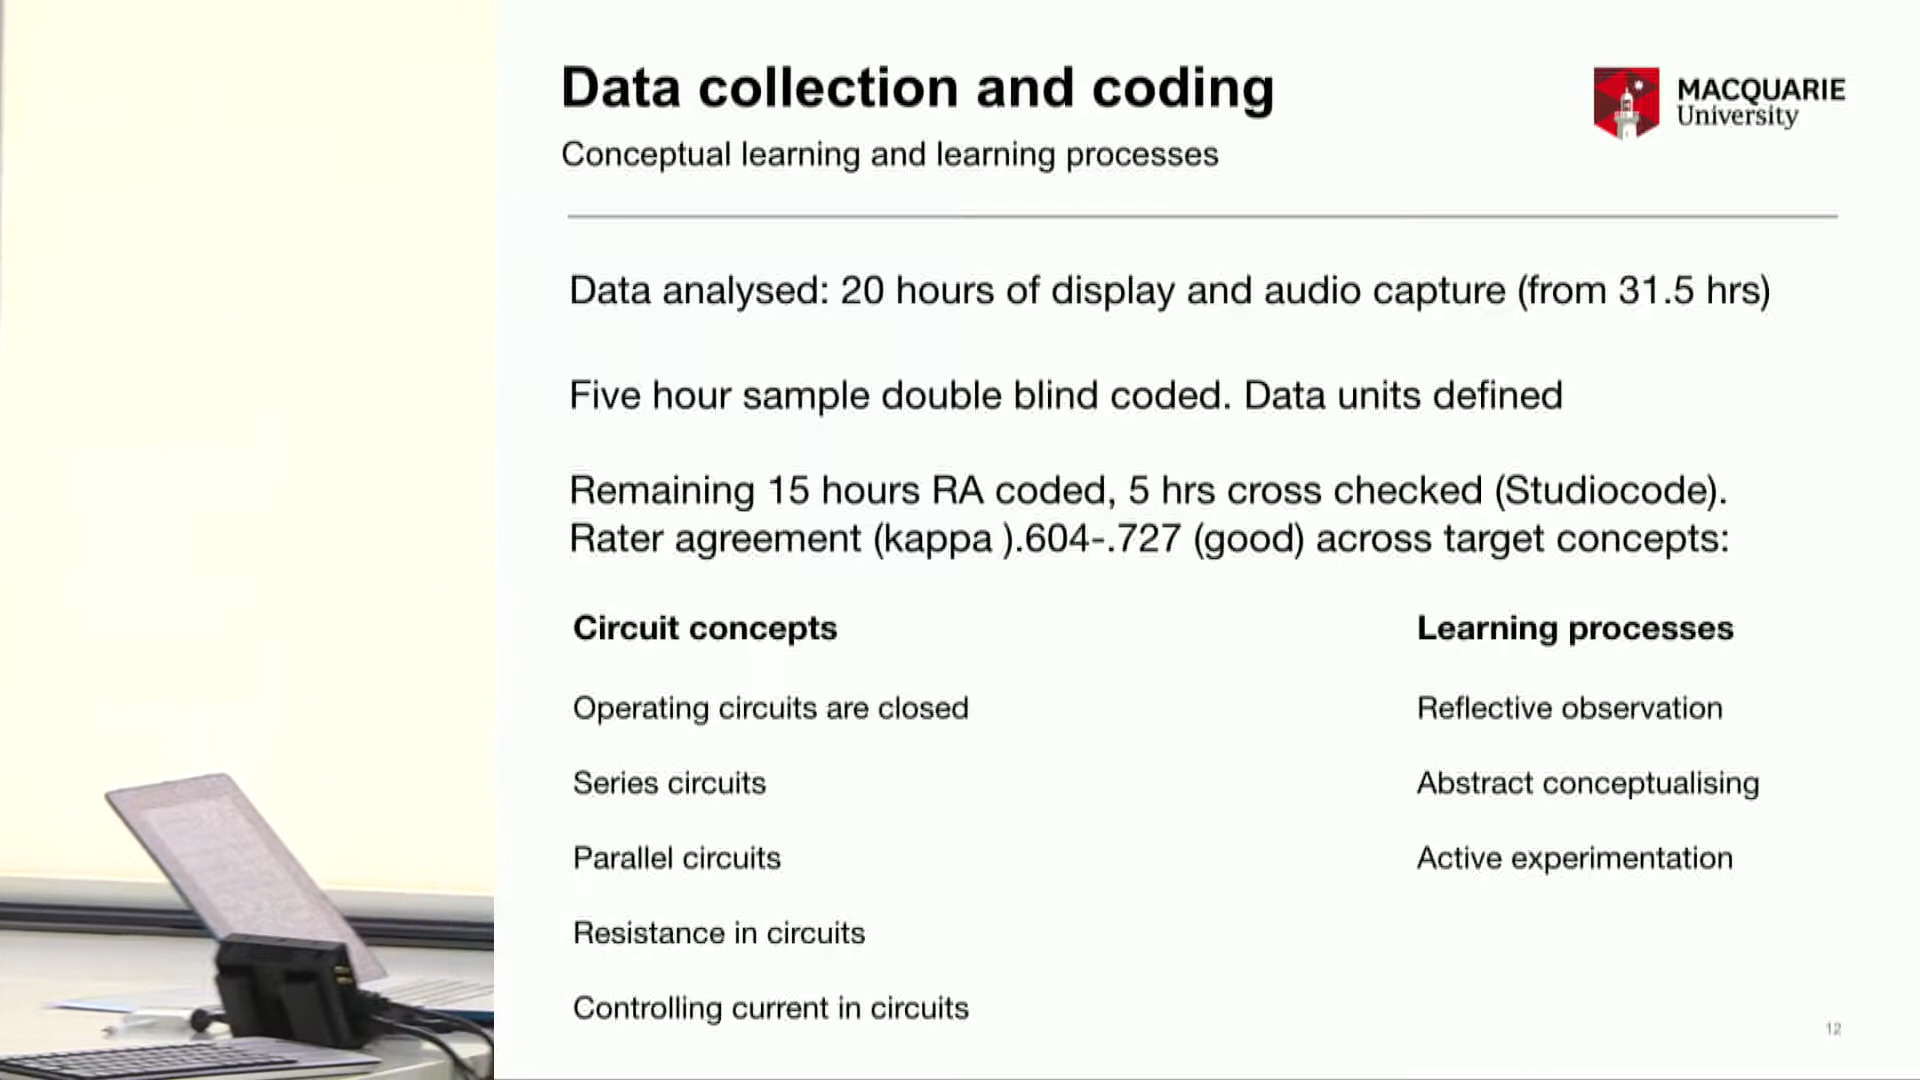 Data collection and coding
MACQUARIE
University
Conceptual learning and learning processes
Data analysed: 20 hours of display and audio capture (from 31.5 hrs)
Five hour sample double blind coded. Data units defined
Remaining 15 hours RA coded, 5 hrs cross checked (Studiocode).
Rater agreement (kappa ).604-.727 (good) across target concepts:
Circuit concepts
Learning processes
Operating circuits are closed
Reflective observation
Series circuits
Abstract conceptualising
Parallel circuits
Active experimentation
Resistance in circuits
Controlling current in circuits
12